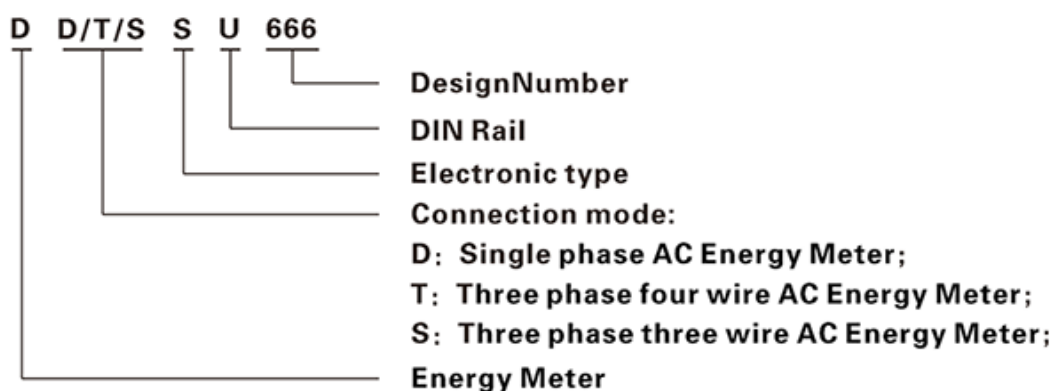 D D/T/S S U 666
DesignNumber
DIN Rail
Electronic type
Connection mode:
D: Single phase AC Energy Meter;
T: Three phase four wire AC Energy Meter;
S: Three phase three wire AC Energy Meter;
Energy Meter